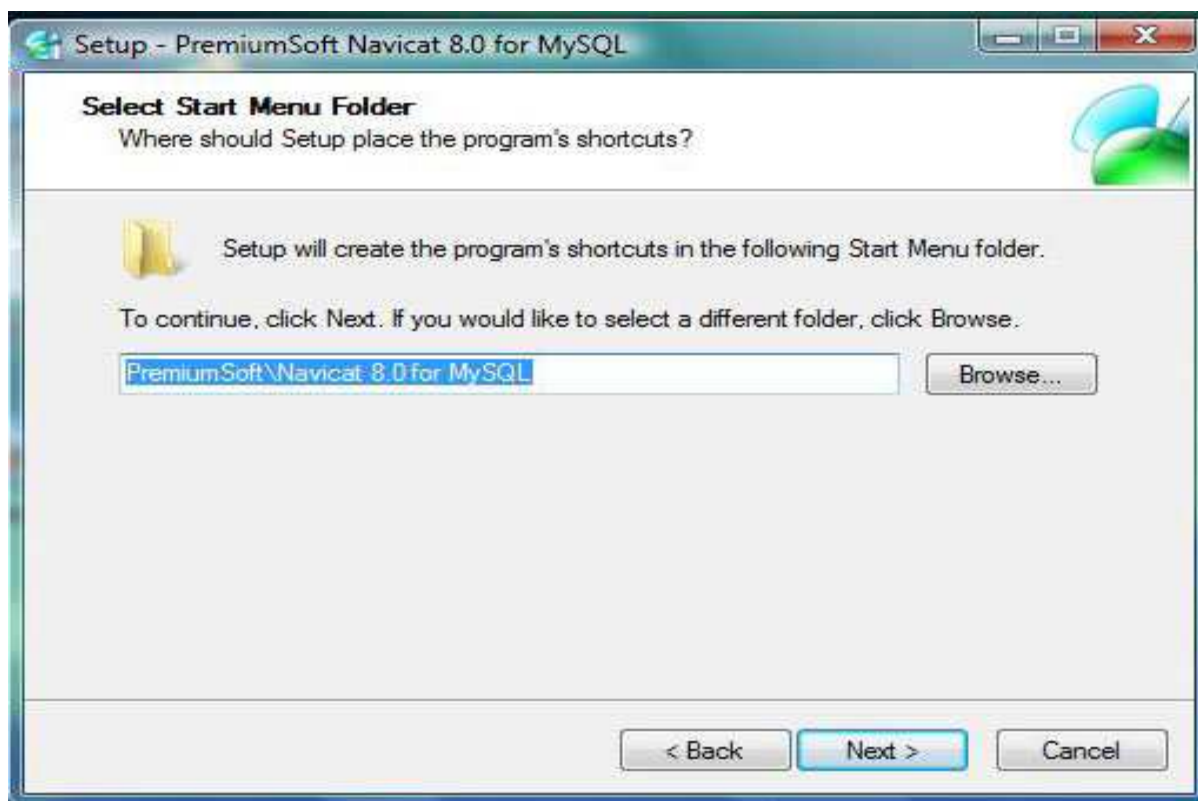 Setup - PremiumSoft Navicat 8.0 for MySQL
Select Start Menu Folder
Where should Setup place the program's shortcuts?
Setup will create the program's shortcuts in the following Start Menu folder.
To continue, click Next. If you would like to select a different folder, click Browse.
PremiumSoft\Navicat 8.0 for MySQL
Browse...
< Back
Next >
Cancel